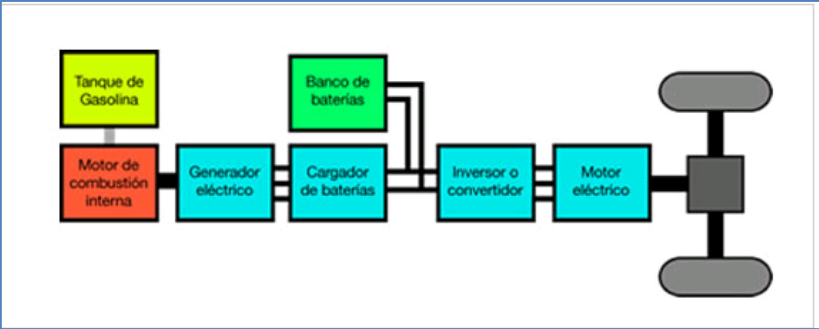 Tanque de
Gasolina
Banco de
baterías
Motor de
combustión
interna
Generador
eléctrico
Cargador
de baterías
Inversor o
convertidor
Motor
eléctrico